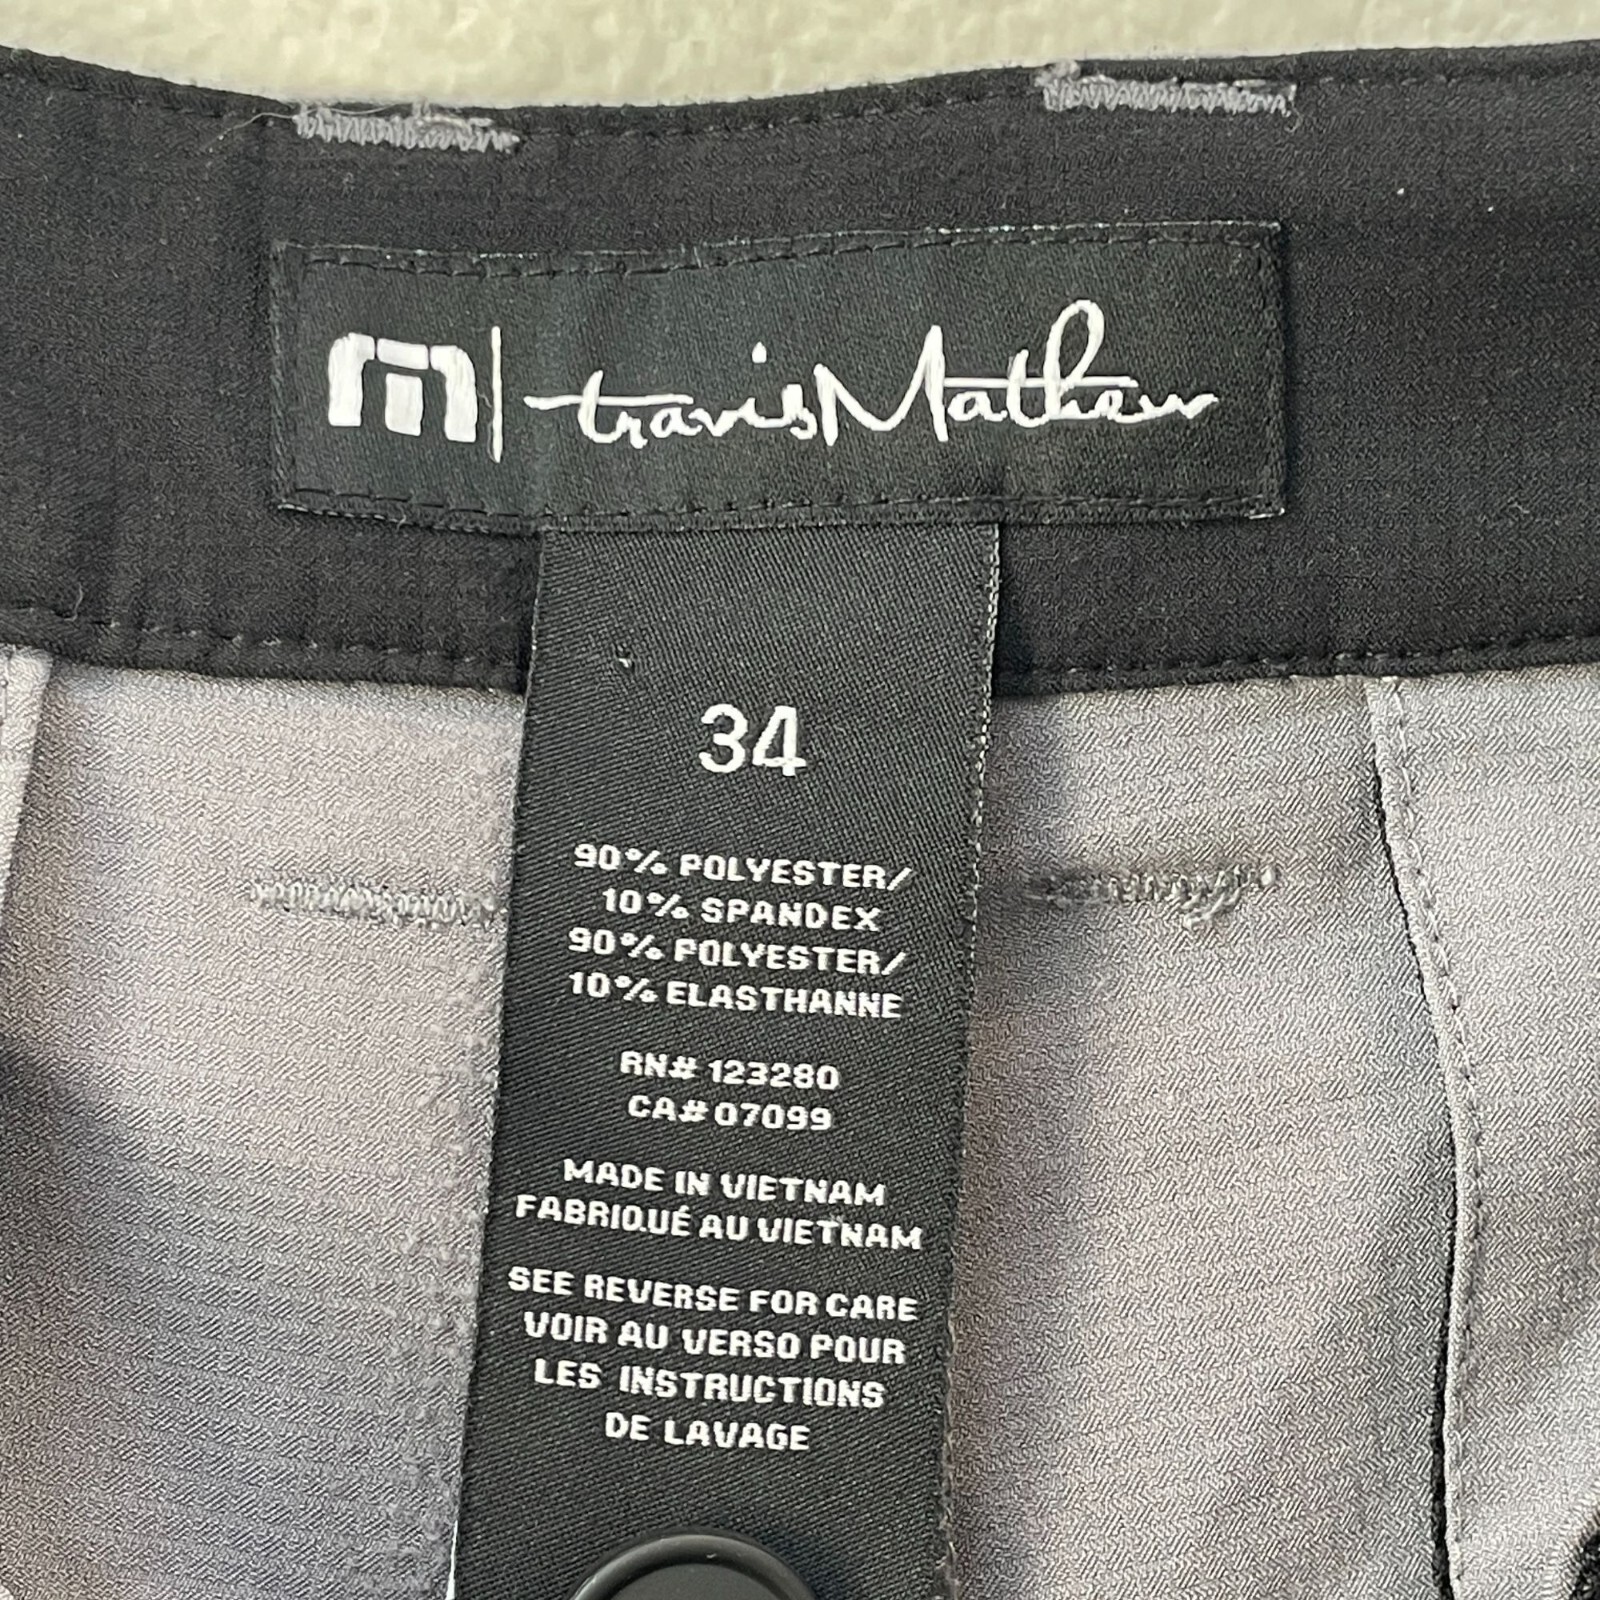 m | travisMathew
34
90% POLYESTER/
10% SPANDEX
90% POLYESTER/
10% ELASTHANNE
RN# 123280
CA# 07099
MADE IN VIETNAM
FABRIQUÉ AU VIETNAM
SEE REVERSE FOR CARE
VOIR AU VERSO POUR
LES INSTRUCTIONS
DE LAVAGE